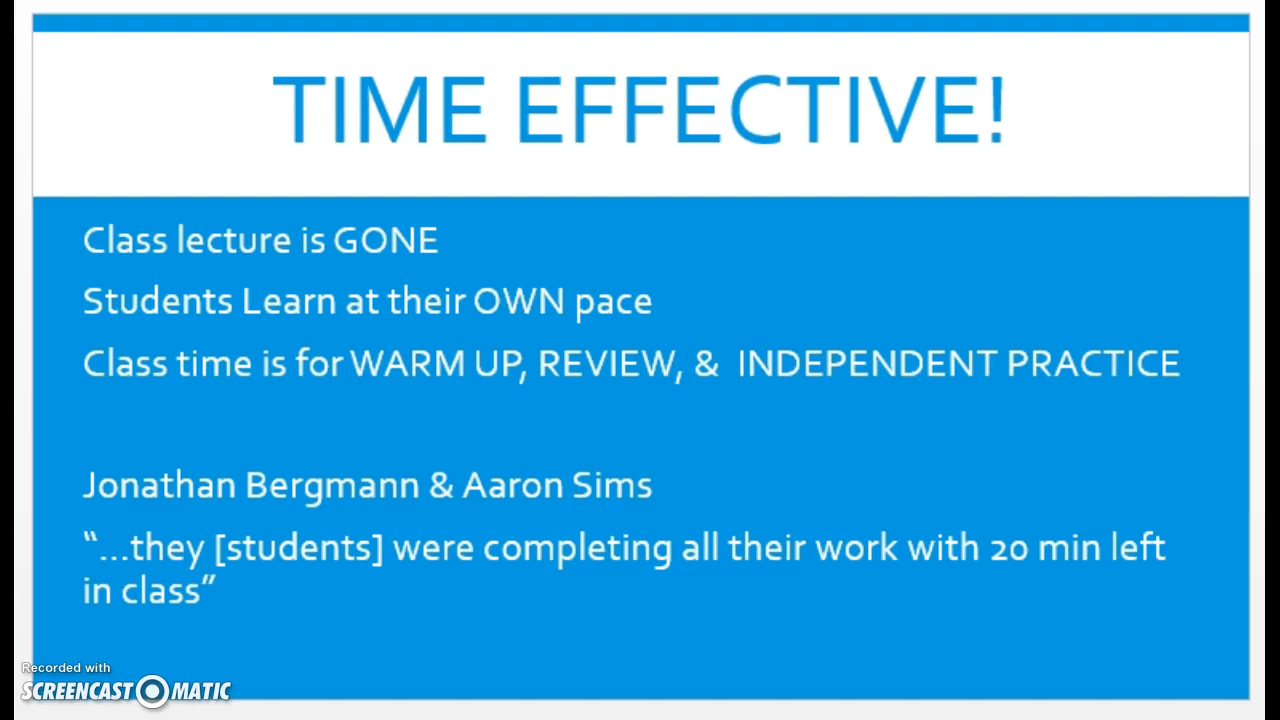 TIME EFFECTIVE!
Class lecture is GONE
Students Learn at their OWN pace
Class time is for WARM UP, REVIEW, &  INDEPENDENT PRACTICE
Jonathan Bergmann & Aaron Sims
“...they [students] were completing all their work with 20 min left
in class”
Recorded with
SCREENCAST MATIC